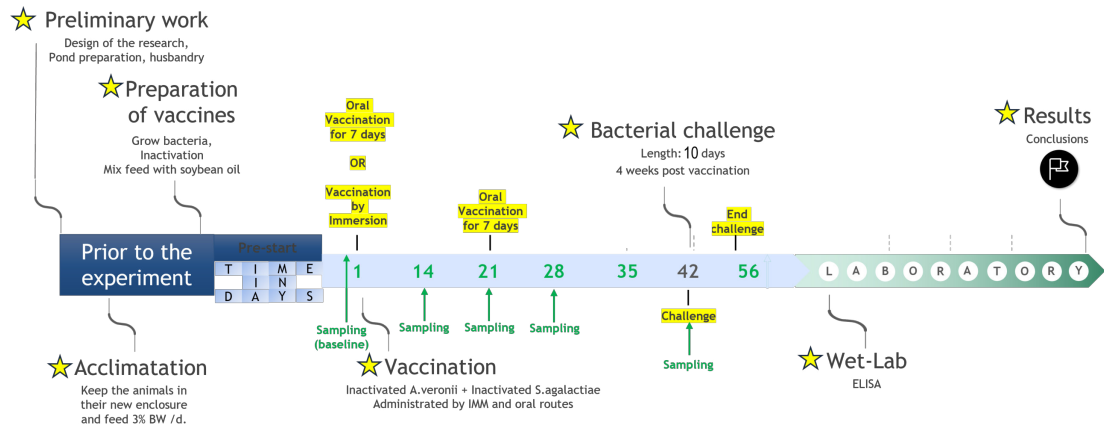 Preliminary work
Design of the research,
Pond preparation, husbandry
Preparation
of vaccines
Grow bacteria,
Inactivation
Mix feed with soybean oil
Oral
Vaccination
for 7 days
OR
Vaccination
by
Immersion
Oral
Vaccination
for 7 days
Bacterial challenge
Length: 10 days
4 weeks post vaccination
End
challenge
Results
Conclusions
Prior to the
experiment
Pre-start
T I M E
I N
D A Y S
1 14 21 28 35 42 56
L A B O R A T O R Y
Sampling
(baseline)
Sampling
Sampling
Sampling
Challenge
Sampling
Acclimatation
Keep the animals in
their new enclosure
and feed 3% BW /d.
Vaccination
Inactivated A.veronii + Inactivated S.agalactiae
Administrated by IMM and oral routes
Wet-Lab
ELISA